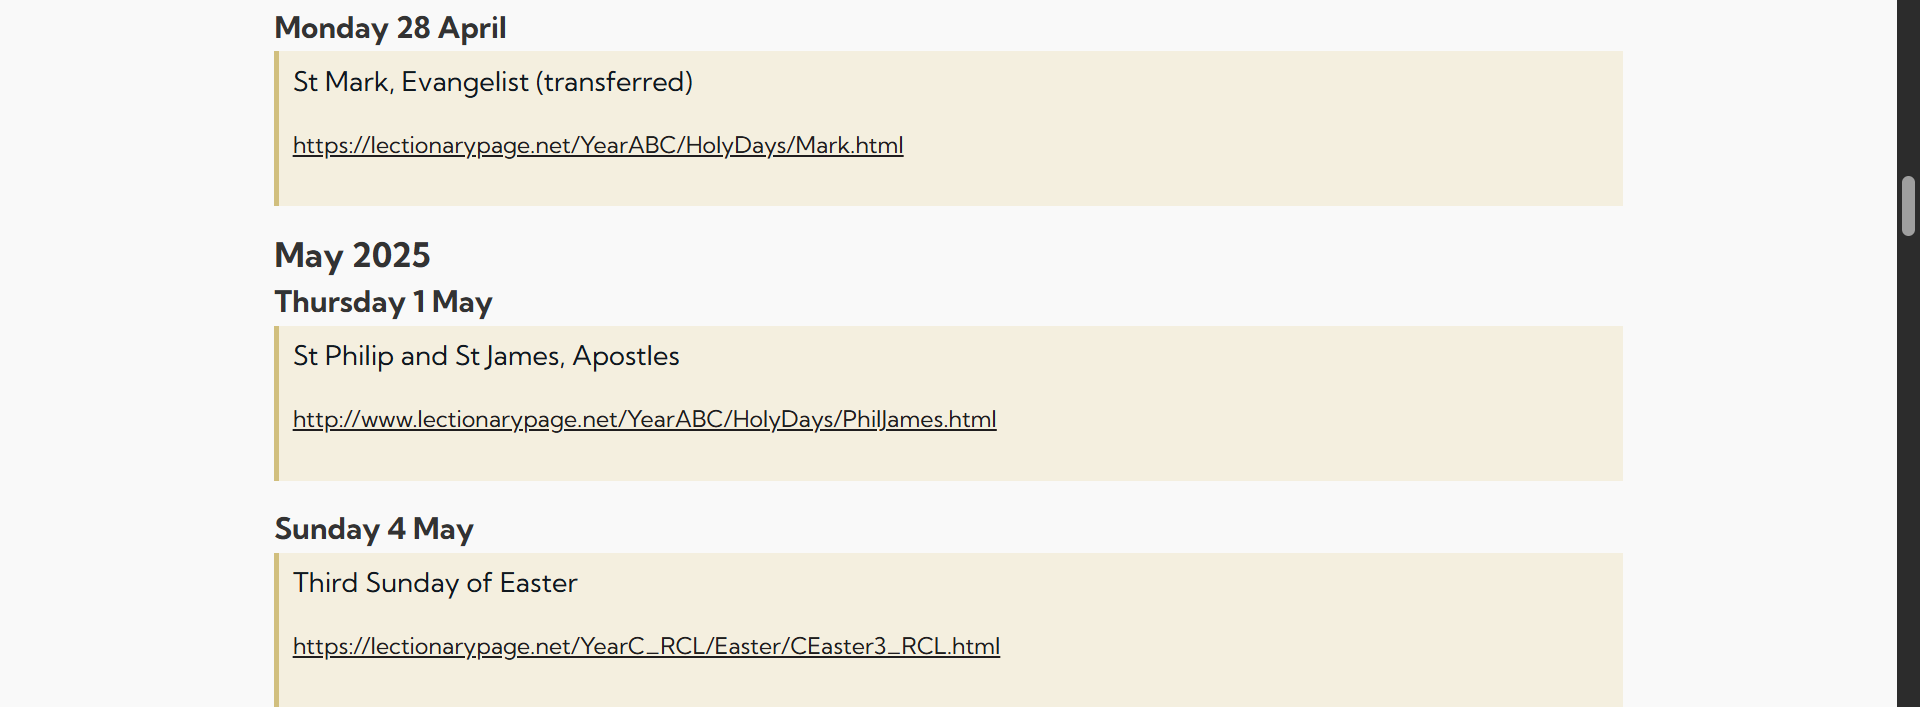 Monday 28 April
St Mark, Evangelist (transferred)
https://lectionarypage.net/YearABC/HolyDays/Mark.html
May 2025
Thursday 1 May
St Philip and St James, Apostles
http://www.lectionarypage.net/YearABC/HolyDays/PhilJames.html
Sunday 4 May
Third Sunday of Easter
https://lectionarypage.net/YearC_RCL/Easter/CEaster3_RCL.html